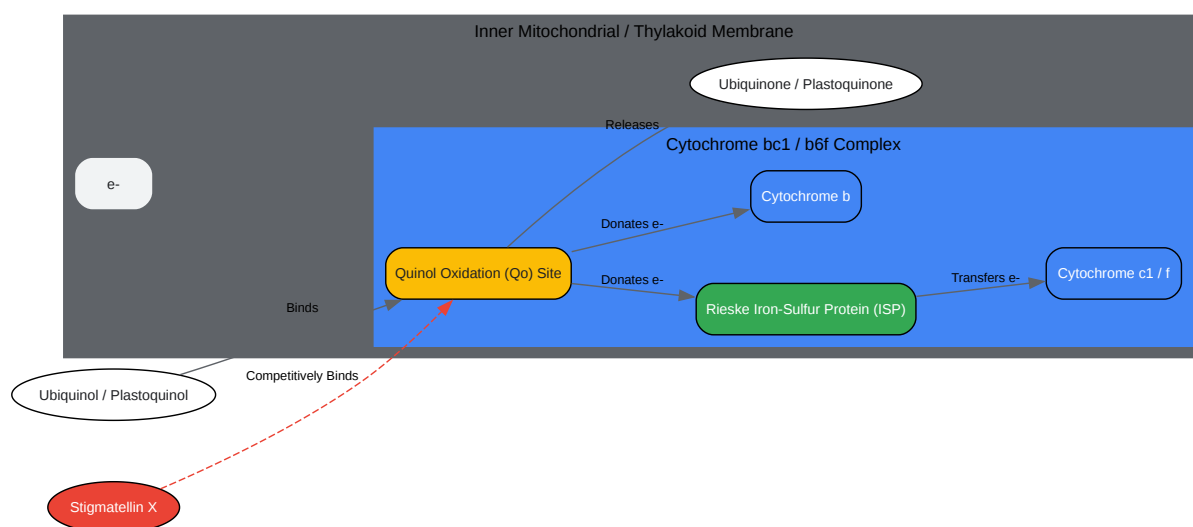 Inner Mitochondrial / Thylakoid Membrane
Ubiquinone / Plastoquinone
Releases
Cytochrome bc1 / b6f Complex
e-
Cytochrome b
Donates e-
Quinol Oxidation (Qo) Site
Donates e-
Transfers e-
Cytochrome c1 / f
Rieske Iron-Sulfur Protein (ISP)
Binds
Competitively Binds
Ubiquinol / Plastoquinol
Stigmatellin X